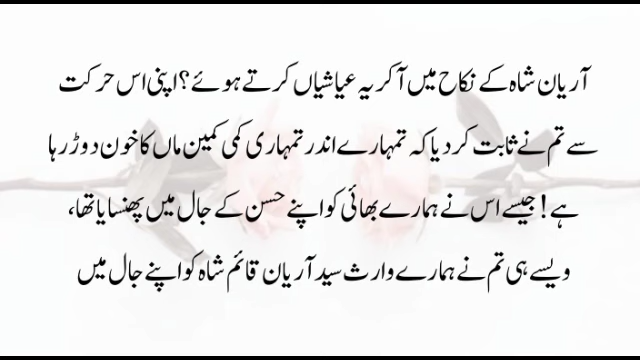 آریان شاہ کے نکاح میں آ کر یہ عیاشیاں کرتے ہوئے؟ اپنی اس حرکت
سے تم نے ثابت کر دیا کہ تمہارے اندر تمہاری کمی کمین ماں کا خون دوڑ رہا
ہے! جیسے اس نے ہمارے بھائی کو اپنے حسن کے جال میں پھنسایا تھا،
ویسے ہی تم نے ہمارے وارث سید آریان قائم شاہ کو اپنے جال میں